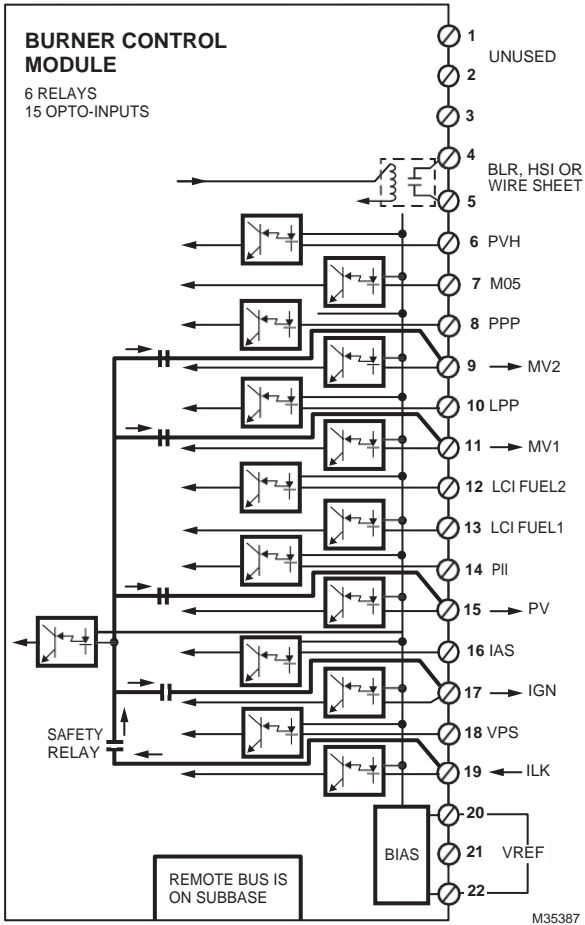 BURNER CONTROL
MODULE
6 RELAYS
15 OPTO-INPUTS
1
UNUSED
2
3
4
BLR, HSI OR
WIRE SHEET
5
6 PVH
7 M05
8 PPP
9 MV2
10 LPP
11 MV1
12 LCI FUEL2
13 LCI FUEL1
14 PII
15 PV
16 IAS
17 IGN
18 VPS
SAFETY
RELAY
19 ILK
20
BIAS
21 VREF
22
REMOTE BUS IS
ON SUBBASE
M35387